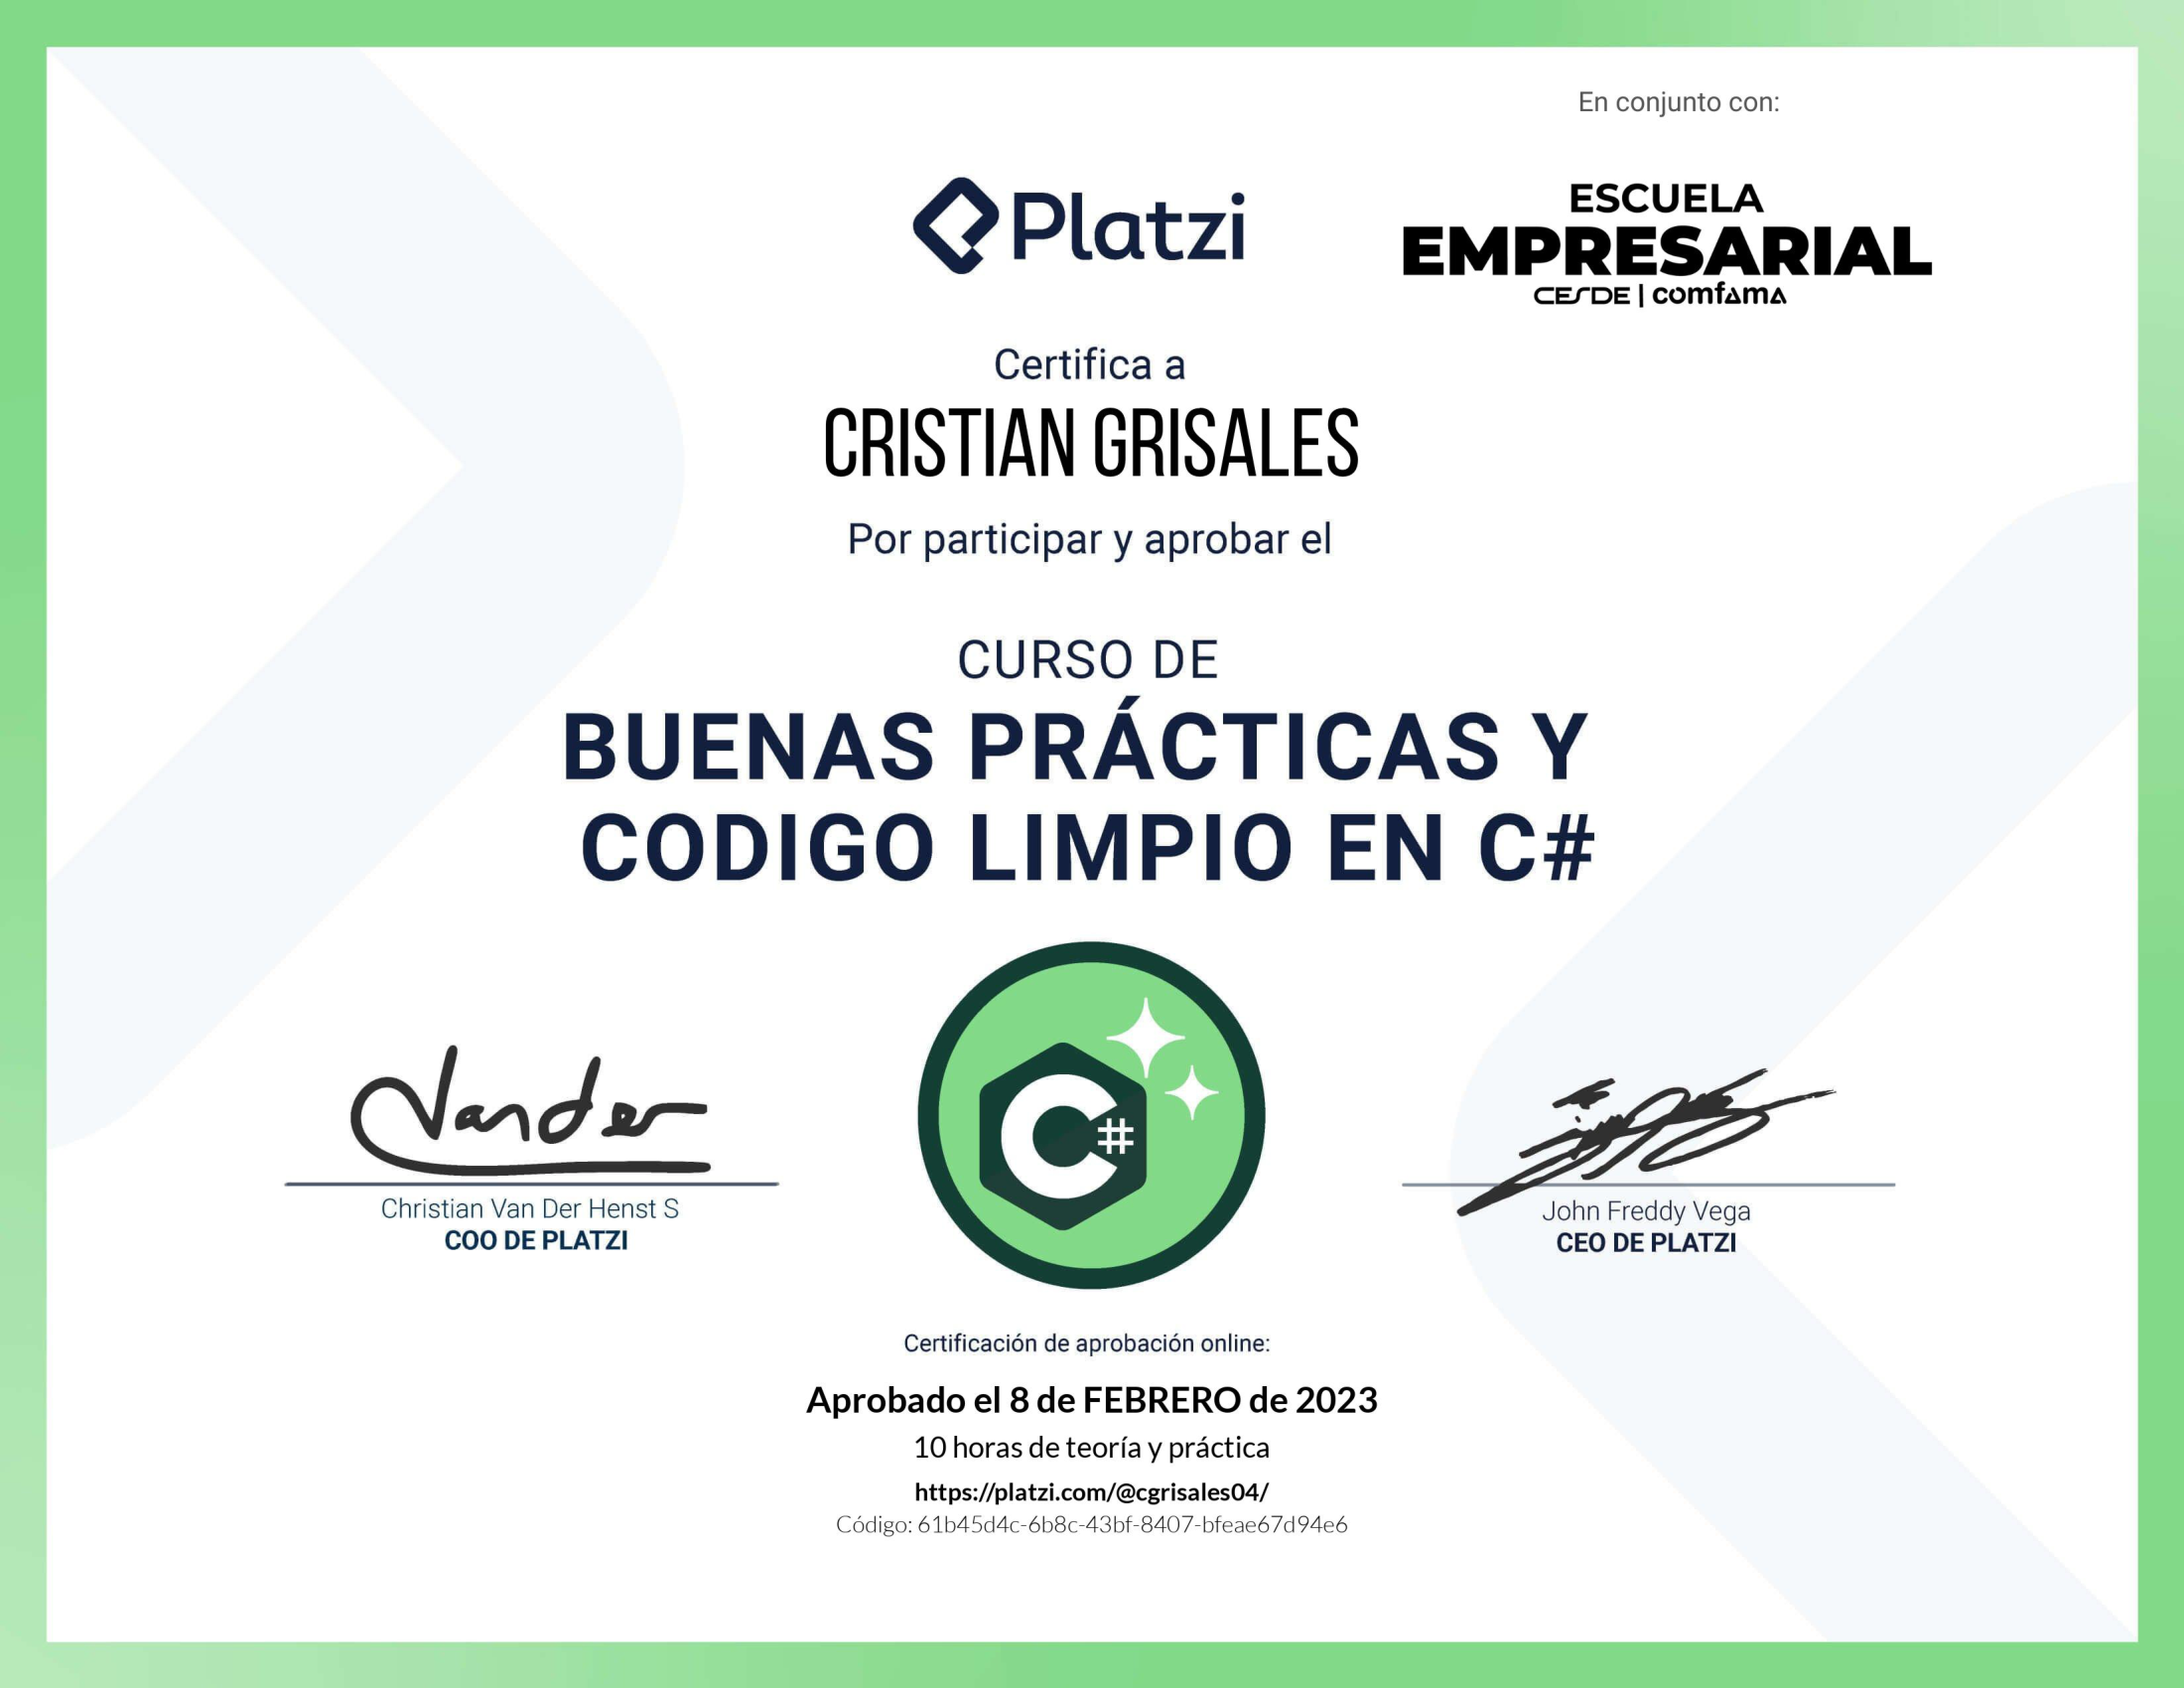 En conjunto con:
Platzi
ESCUELA
EMPRESARIAL
CESDE | comfama
Certifica a
CRISTIAN GRISALES
Por participar y aprobar el
CURSO DE
BUENAS PRÁCTICAS Y
CODIGO LIMPIO EN C#
C#
Vander
Christian Van Der Henst S
COO DE PLATZI
John Freddy Vega
CEO DE PLATZI
Certificación de aprobación online:
Aprobado el 8 de FEBRERO de 2023
10 horas de teoría y práctica
https://platzi.com/@cgrisales04/
Código: 61b45d4c-6b8c-43bf-8407-bfeae67d94e6